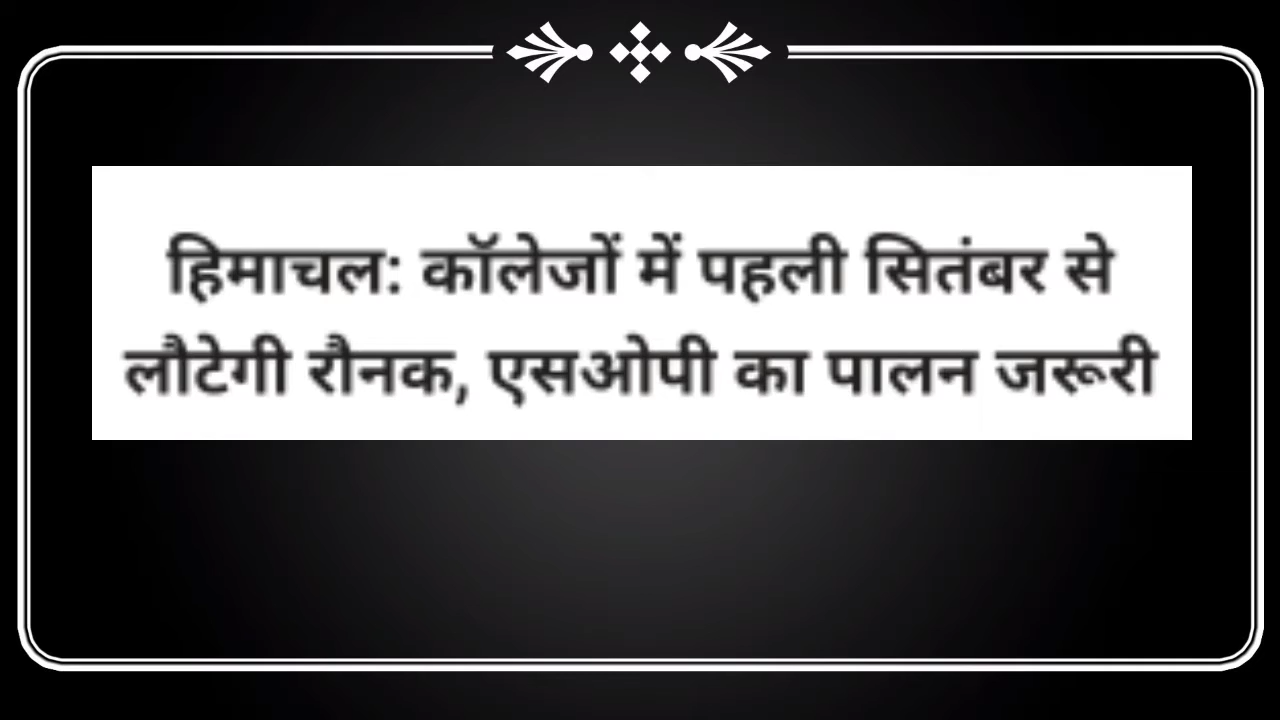 हिमाचल: कॉलेजों में पहली सितंबर से
लौटेगी रौनक, एसओपी का पालन जरूरी